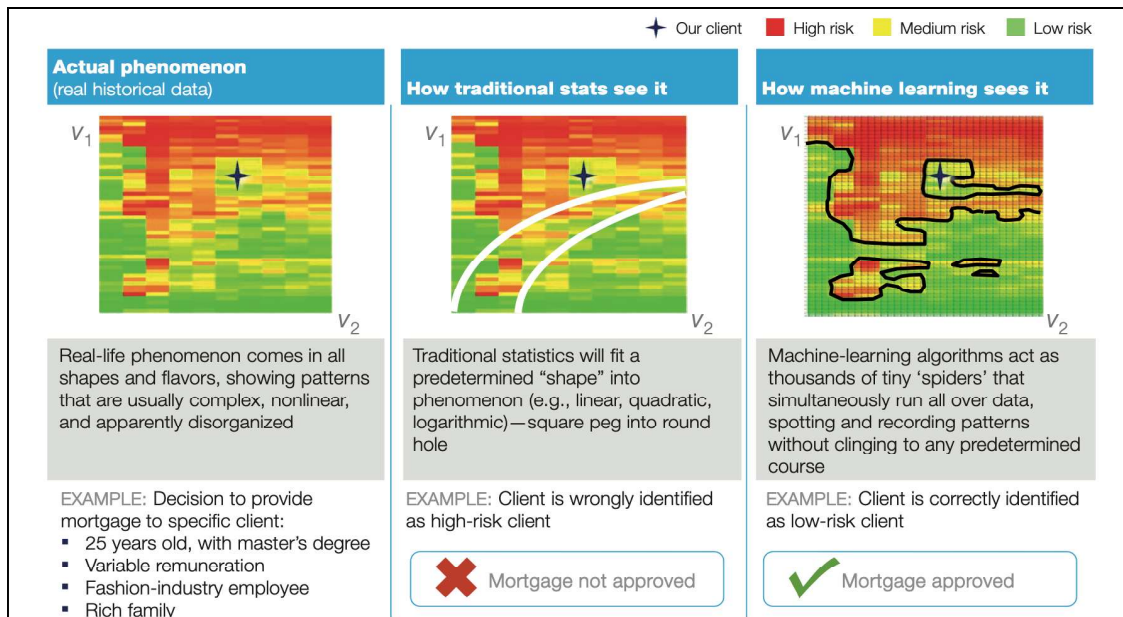 Our client
High risk
Medium risk
Low risk
Actual phenomenon
(real historical data)
V1
V2
Real-life phenomenon comes in all
shapes and flavors, showing patterns
that are usually complex, nonlinear,
and apparently disorganized
EXAMPLE: Decision to provide
mortgage to specific client:
▪ 25 years old, with master's degree
▪ Variable remuneration
▪ Fashion-industry employee
▪ Rich family
How traditional stats see it
V1
V2
Traditional statistics will fit a
predetermined “shape” into
phenomenon (e.g., linear, quadratic,
logarithmic)—square peg into round
hole
EXAMPLE: Client is wrongly identified
as high-risk client
Mortgage not approved
How machine learning sees it
V1
V2
Machine-learning algorithms act as
thousands of tiny ‘spiders’ that
simultaneously run all over data,
spotting and recording patterns
without clinging to any predetermined
course
EXAMPLE: Client is correctly identified
as low-risk client
Mortgage approved